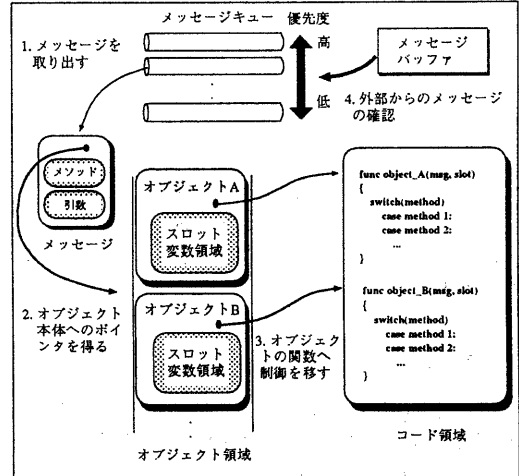 メッセージキュー
優先度
高
低
1. メッセージを
取り出す
メッセージ
バッファ
4. 外部からのメッセージ
の確認
メソッド
引数
メッセージ
2. オブジェクト
本体へのポイ
ンタを得る
オブジェクトA
スロット
変数領域
オブジェクトB
スロット
変数領域
オブジェクト領域
3. オブジェク
トの関数へ
制御を移す
func object_A(msg, slot)
{
switch(method)
case method 1:
case method 2:
...
}
func object_B(msg, slot)
{
switch(method)
case method 1:
case method 2:
...
}
コード領域